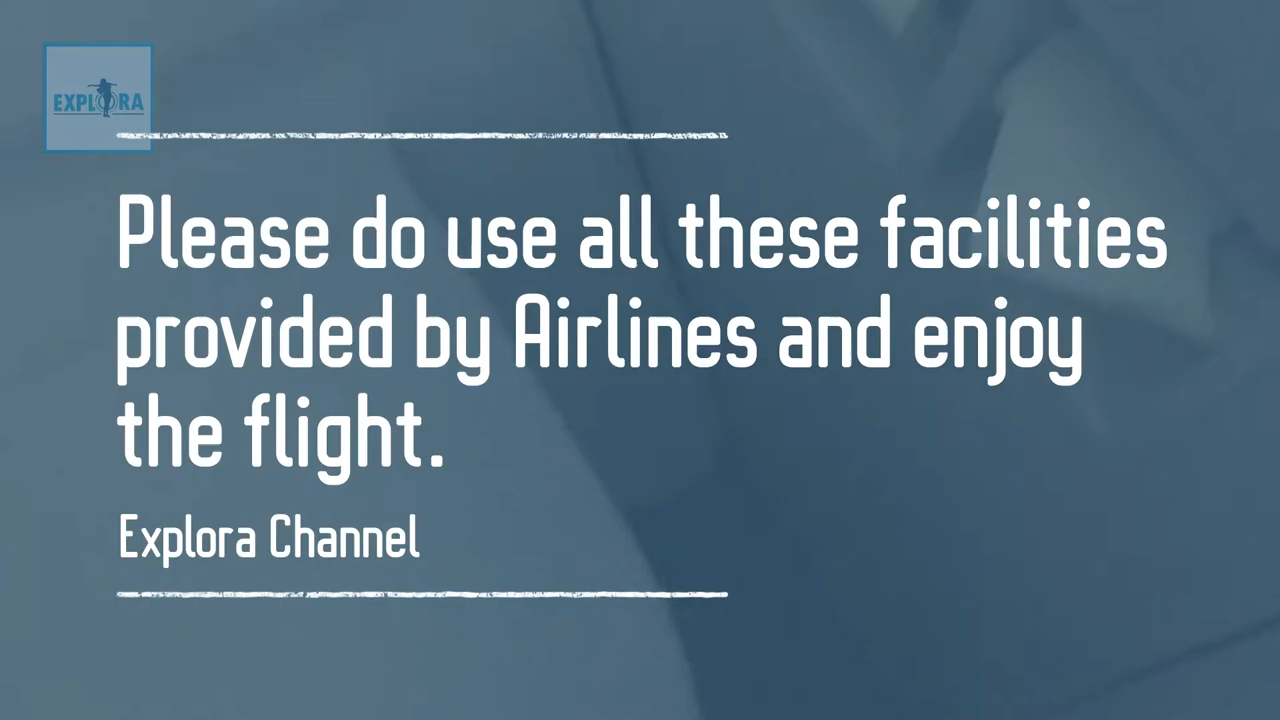 EXPLORA
Please do use all these facilities
provided by Airlines and enjoy
the flight.
Explora Channel